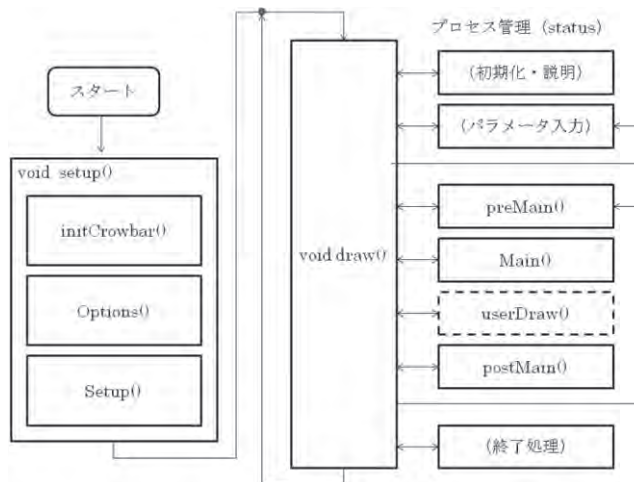 スタート
void setup()
initCrowbar()
Options()
Setup()
void draw()
プロセス管理 (status)
(初期化・説明)
(パラメータ入力)
preMain()
Main()
userDraw()
postMain()
(終了処理)